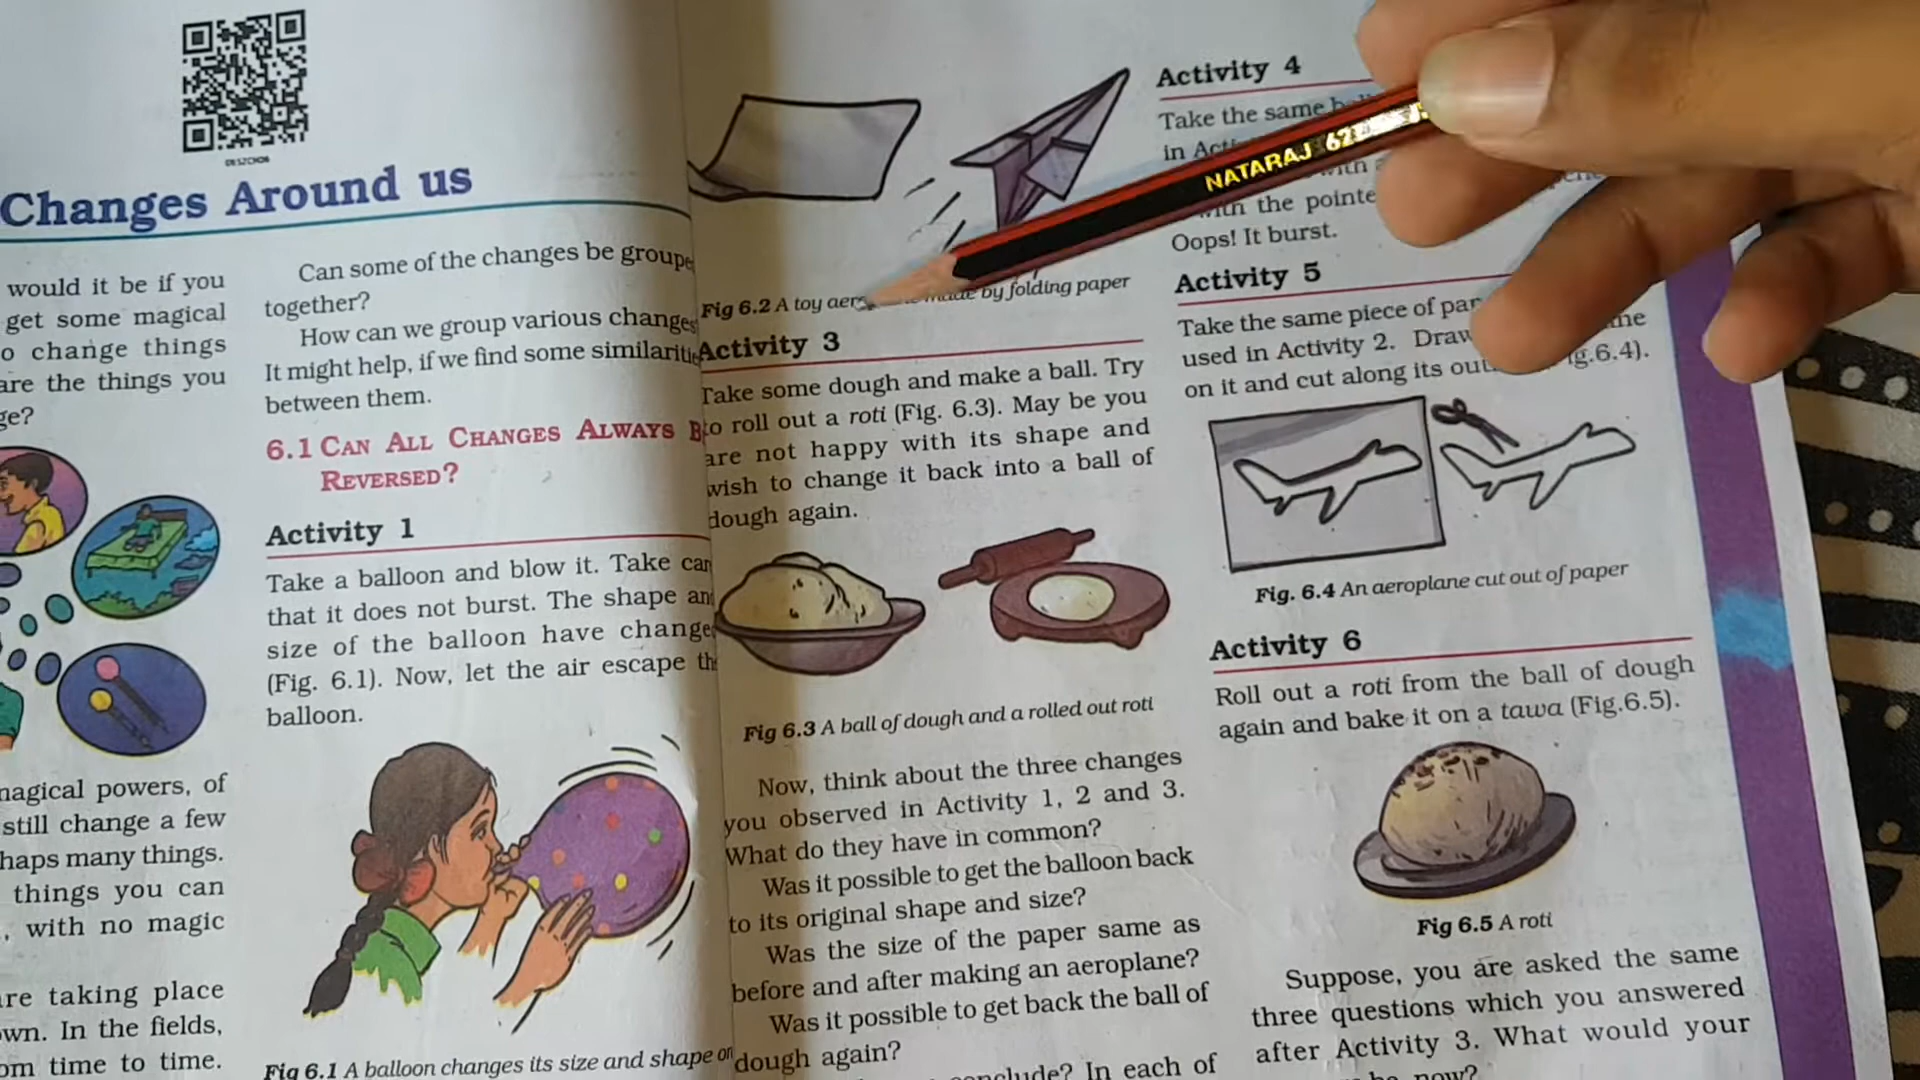 Changes Around us
would it be if you
get some magical
o change things
are the things you
ge?
magical powers, of
still change a few
haps many things.
things you can
, with no magic
re taking place
wn. In the fields,
om time to time.
Can some of the changes be groupe
together?
How can we group various changes
It might help, if we find some similaritie
between them.
6.1 CAN ALL CHANGES ALWAYS B
REVERSED?
Activity 1
Take a balloon and blow it. Take car
that it does not burst. The shape an
size of the balloon have change
(Fig. 6.1). Now, let the air escape th
balloon.
Fig 6.1 A balloon changes its size and shape on
Fig 6.2 A toy aer made by folding paper
Activity 3
Take some dough and make a ball. Try
to roll out a roti (Fig. 6.3). May be you
are not happy with its shape and
wish to change it back into a ball of
dough again.
Fig 6.3 A ball of dough and a rolled out roti
Now, think about the three changes
you observed in Activity 1, 2 and 3.
What do they have in common?
Was it possible to get the balloon back
to its original shape and size?
Was the size of the paper same as
before and after making an aeroplane?
Was it possible to get back the ball of
dough again?
conclude? In each of
Activity 4
Take the same
in
with
with the pointe
Oops! It burst.
Activity 5
Take the same piece of
used in Activity 2. Draw
on it and cut along its out ig.6.4).
Fig. 6.4 An aeroplane cut out of paper
Activity 6
Roll out a roti from the ball of dough
again and bake it on a tawa (Fig.6.5).
Fig 6.5 A roti
Suppose, you are asked the same
three questions which you answered
after Activity 3. What would your
now?
NATARAJ 62